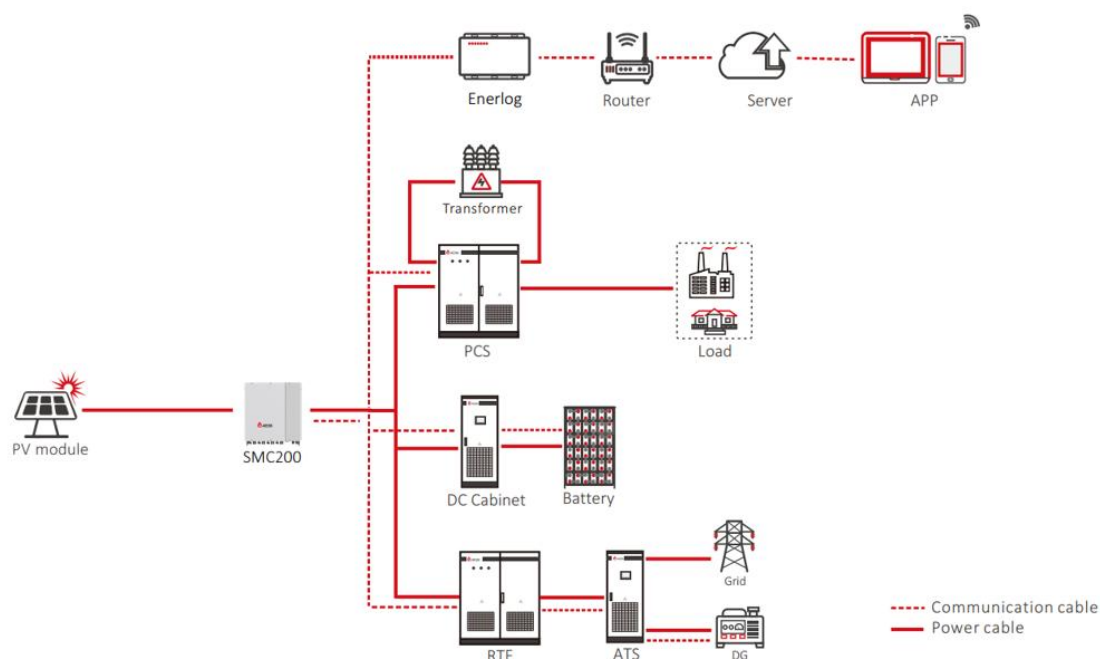 Enerlog
Router
Server
APP
Transformer
PCS
Load
PV module
SMC200
DC Cabinet
Battery
Grid
RTF
ATS
DG
Communication cable
Power cable